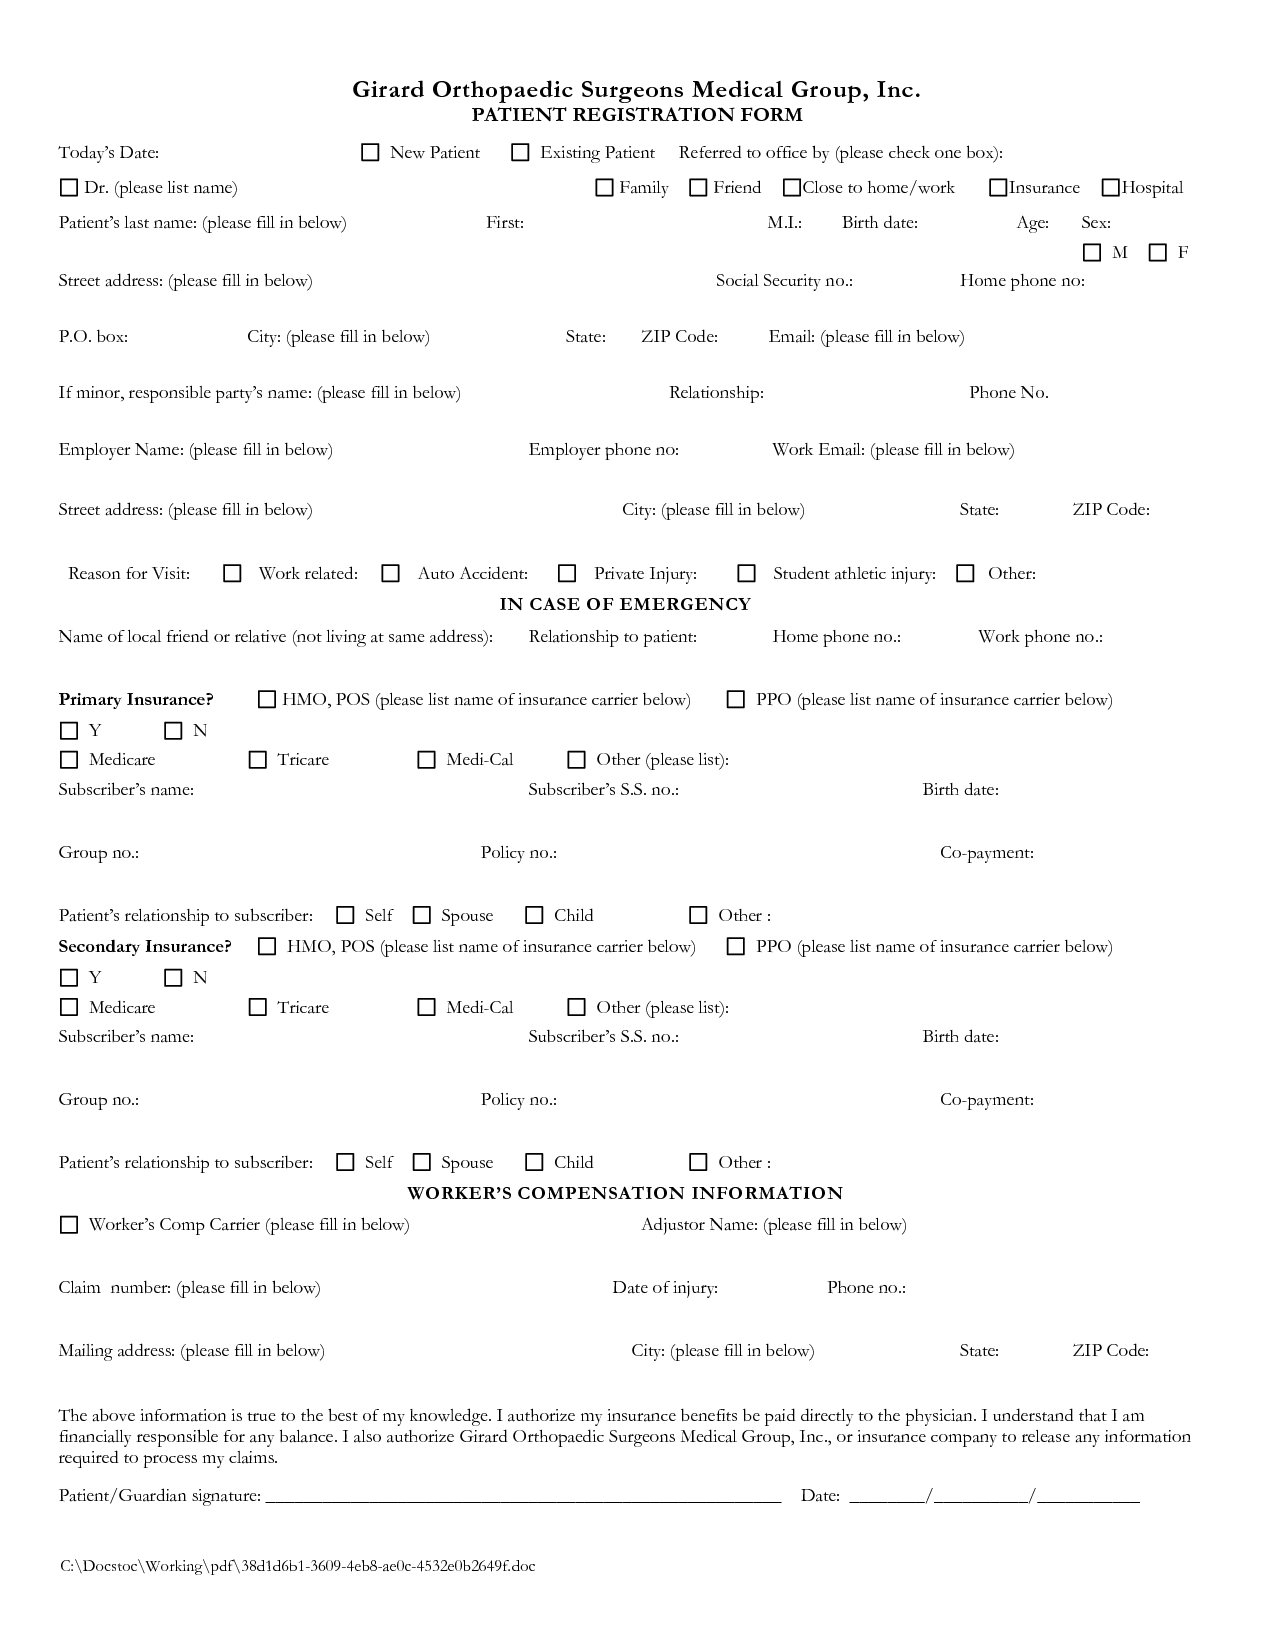 Girard Orthopaedic Surgeons Medical Group, Inc.
PATIENT REGISTRATION FORM
Today's Date: New Patient Existing Patient Referred to office by (please check one box):
Dr. (please list name) Family Friend Close to home/work Insurance Hospital
Patient's last name: (please fill in below) First: M.I.: Birth date: Age: Sex:
M F
Street address: (please fill in below) Social Security no.: Home phone no:
P.O. box: City: (please fill in below) State: ZIP Code: Email: (please fill in below)
If minor, responsible party's name: (please fill in below) Relationship: Phone No.
Employer Name: (please fill in below) Employer phone no: Work Email: (please fill in below)
Street address: (please fill in below) City: (please fill in below) State: ZIP Code:
Reason for Visit: Work related: Auto Accident: Private Injury: Student athletic injury: Other:
IN CASE OF EMERGENCY
Name of local friend or relative (not living at same address): Relationship to patient: Home phone no.: Work phone no.:
Primary Insurance? HMO, POS (please list name of insurance carrier below) PPO (please list name of insurance carrier below)
Y N
Medicare Tricare Medi-Cal Other (please list):
Subscriber's name: Subscriber's S.S. no.: Birth date:
Group no.: Policy no.: Co-payment:
Patient's relationship to subscriber: Self Spouse Child Other :
Secondary Insurance? HMO, POS (please list name of insurance carrier below) PPO (please list name of insurance carrier below)
Y N
Medicare Tricare Medi-Cal Other (please list):
Subscriber's name: Subscriber's S.S. no.: Birth date:
Group no.: Policy no.: Co-payment:
Patient's relationship to subscriber: Self Spouse Child Other :
WORKER'S COMPENSATION INFORMATION
Worker's Comp Carrier (please fill in below) Adjustor Name: (please fill in below)
Claim number: (please fill in below) Date of injury: Phone no.:
Mailing address: (please fill in below) City: (please fill in below) State: ZIP Code:
The above information is true to the best of my knowledge. I authorize my insurance benefits be paid directly to the physician. I understand that I am
financially responsible for any balance. I also authorize Girard Orthopaedic Surgeons Medical Group, Inc., or insurance company to release any information
required to process my claims.
Patient/Guardian signature: _______________________________________________________ Date: ________/__________/___________
C:\Docstoc\Working\pdf\38d1d6b1-3609-4eb8-ae0c-4532e0b2649f.doc